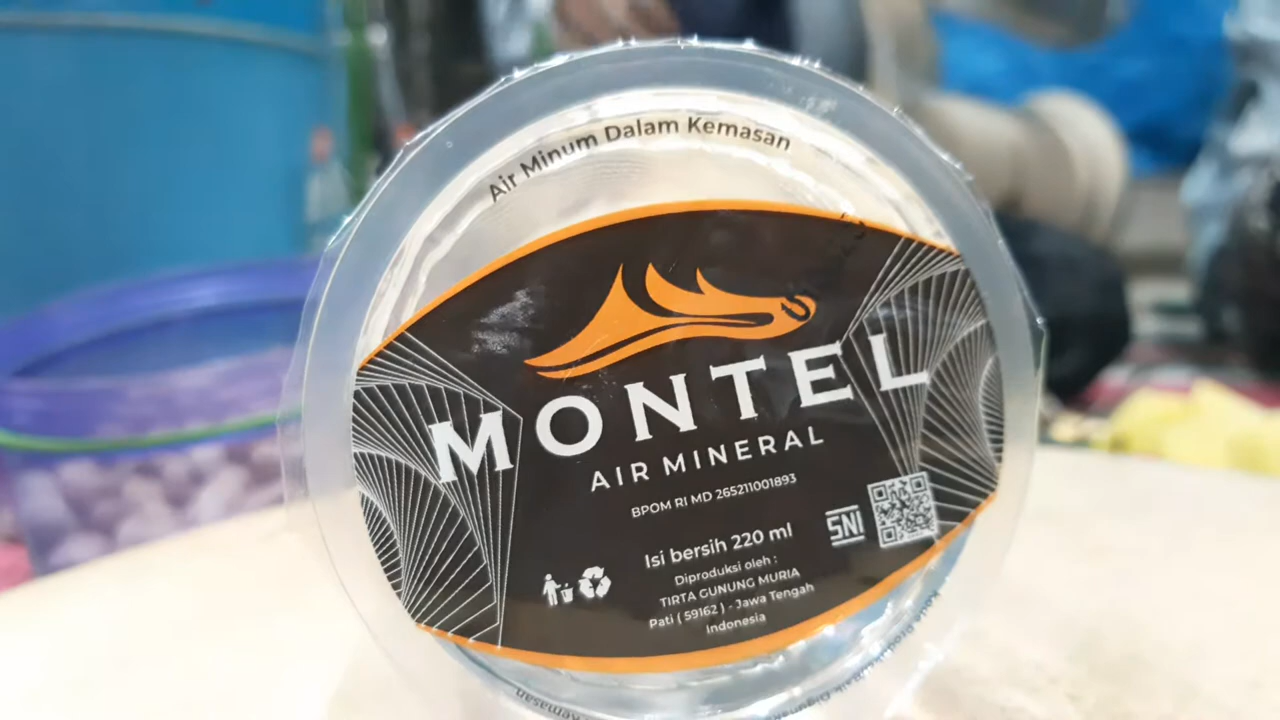 Air Minum Dalam Kemasan
MONTEL
AIR MINERAL
BPOM RI MD 265211001893
SNI
Isi bersih 220 ml
Diproduksi oleh :
TIRTA GUNUNG MURIA
Pati ( 59162 ) - Jawa Tengah
Indonesia
Kemasan